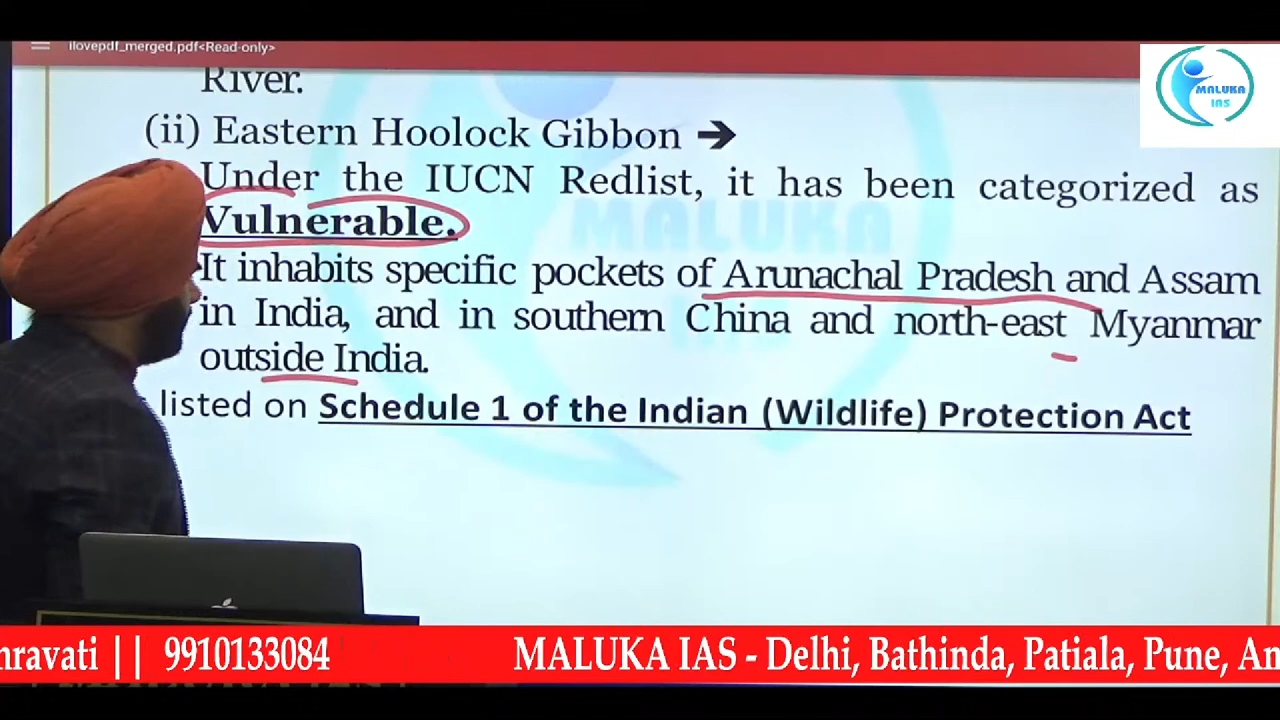 ilovepdf_merged.pdf<Read-only>
MALUKA
IAS
River.
(ii) Eastern Hoolock Gibbon ➔
Under the IUCN Redlist, it has been categorized as
Vulnerable.
It inhabits specific pockets of Arunachal Pradesh and Assam
in India, and in southern China and north-east Myanmar
outside India.
listed on Schedule 1 of the Indian (Wildlife) Protection Act
MALUKA
nravati || 9910133084 MALUKA IAS - Delhi, Bathinda, Patiala, Pune, An